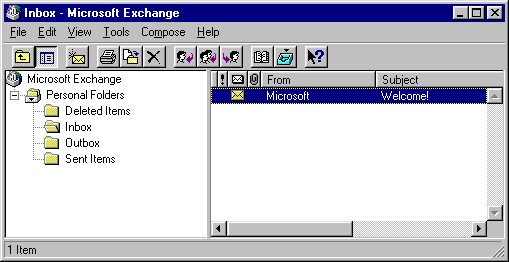 Inbox - Microsoft Exchange
File Edit View Tools Compose Help
Microsoft Exchange
Personal Folders
Deleted Items
Inbox
Outbox
Sent Items
! From Subject
Microsoft Welcome!
1 Item